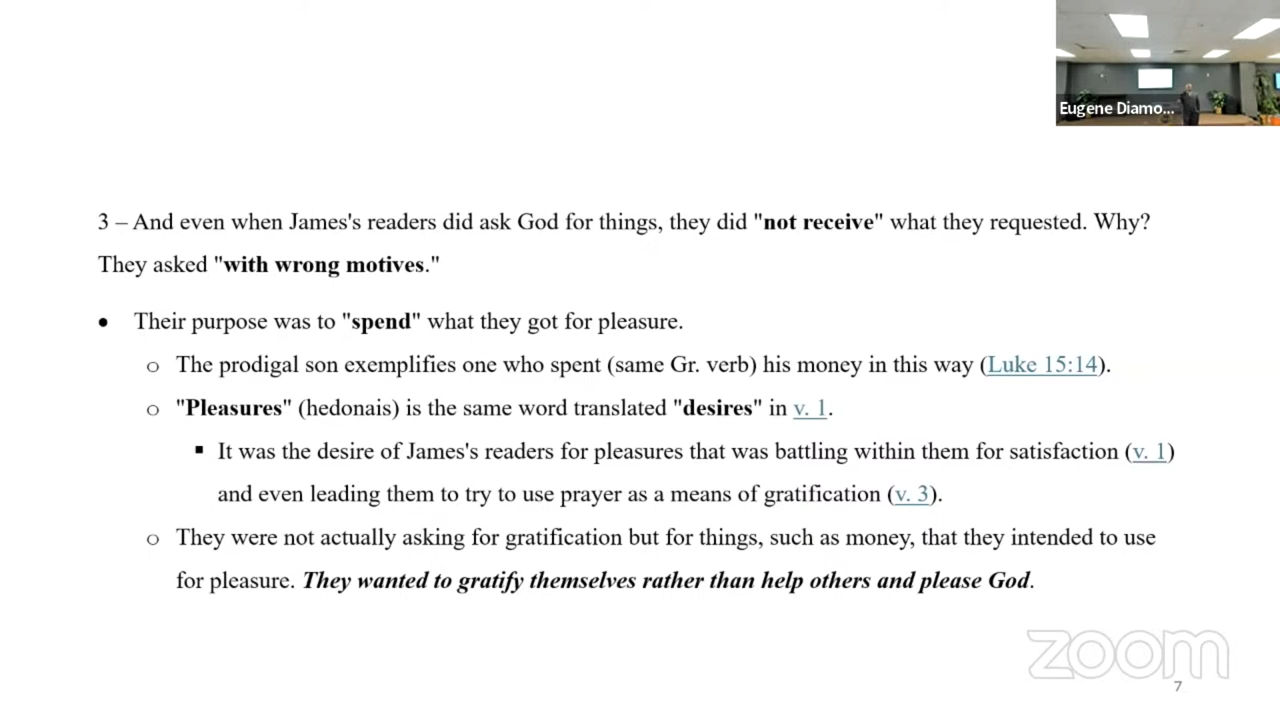 Eugene Diamo...
3 – And even when James's readers did ask God for things, they did "not receive" what they requested. Why?
They asked "with wrong motives."
• Their purpose was to "spend" what they got for pleasure.
o The prodigal son exemplifies one who spent (same Gr. verb) his money in this way (Luke 15:14).
o "Pleasures" (hedonais) is the same word translated "desires" in v. 1.
▪ It was the desire of James's readers for pleasures that was battling within them for satisfaction (v. 1)
and even leading them to try to use prayer as a means of gratification (v. 3).
o They were not actually asking for gratification but for things, such as money, that they intended to use
for pleasure. They wanted to gratify themselves rather than help others and please God.
zoom
7